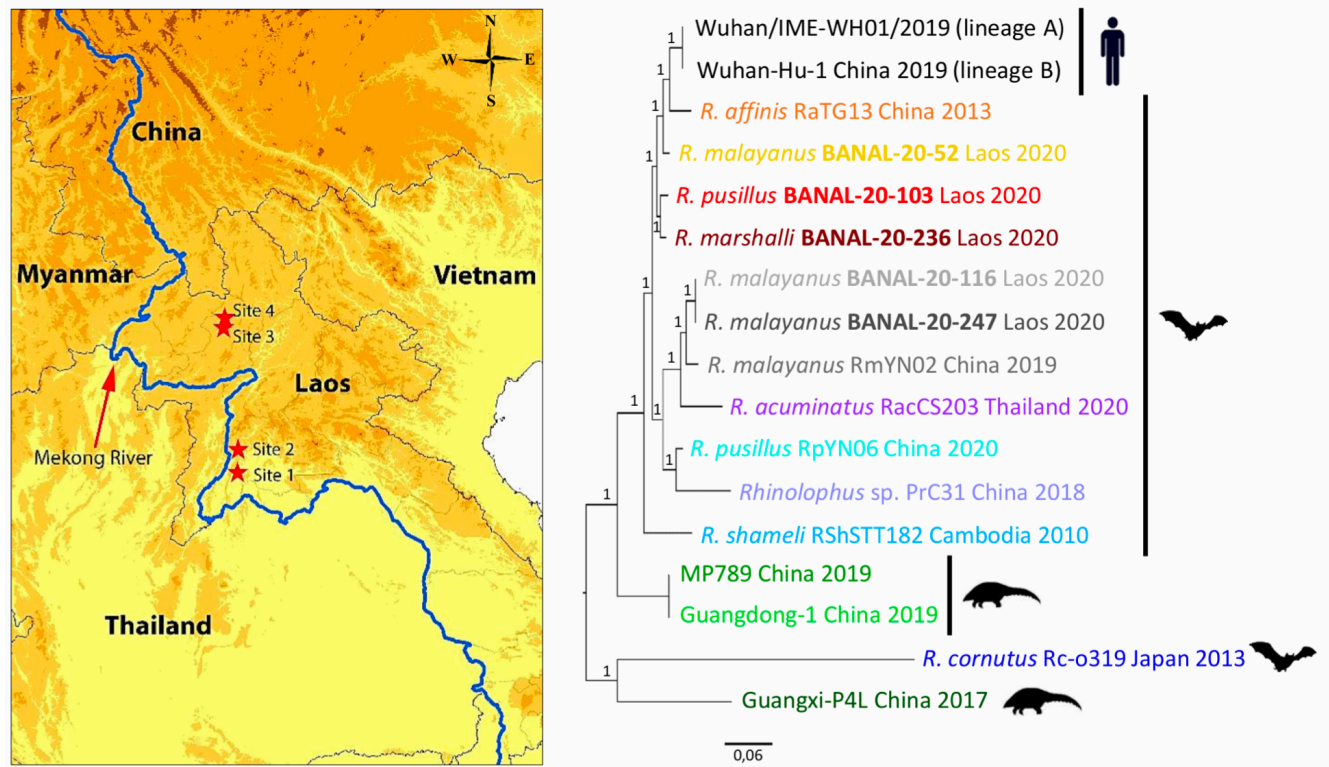 N
W
E
S
China
Myanmar
Vietnam
Site 4
Site 3
Laos
Mekong River
Site 2
Site 1
Thailand
Wuhan/IME-WH01/2019 (lineage A)
Wuhan-Hu-1 China 2019 (lineage B)
R. affinis RaTG13 China 2013
R. malayanus BANAL-20-52 Laos 2020
R. pusillus BANAL-20-103 Laos 2020
R. marshalli BANAL-20-236 Laos 2020
R. malayanus BANAL-20-116 Laos 2020
R. malayanus BANAL-20-247 Laos 2020
R. malayanus RmYN02 China 2019
R. acuminatus RacCS203 Thailand 2020
R. pusillus RpYN06 China 2020
Rhinolophus sp. PrC31 China 2018
R. shameli RShSTT182 Cambodia 2010
MP789 China 2019
Guangdong-1 China 2019
R. cornutus Rc-o319 Japan 2013
Guangxi-P4L China 2017
1
1
1
1
1
1
1
1
1
1
1
1
1
0,06